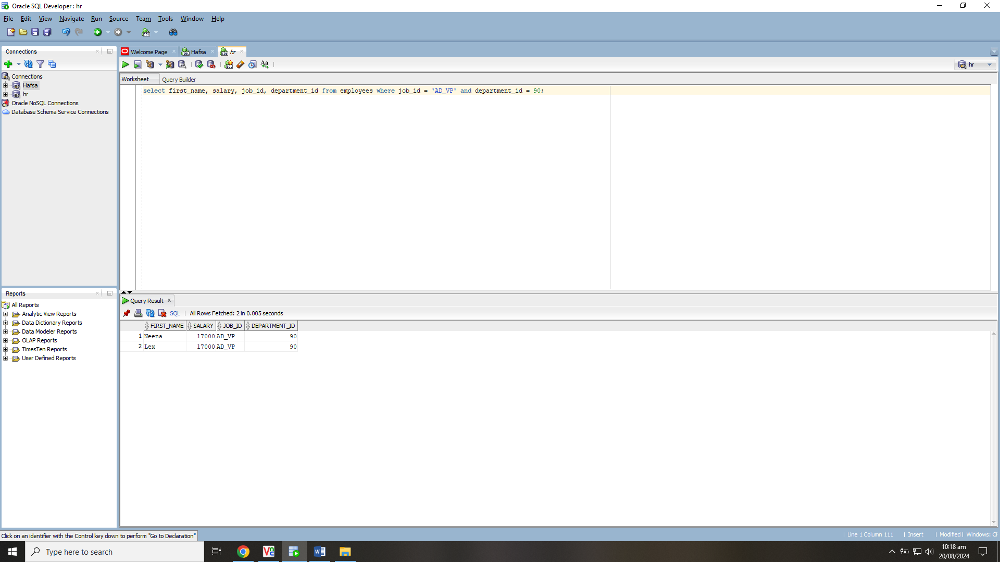 Oracle SQL Developer : hr
File Edit View Navigate Run Source Team Tools Window Help
Connections
Welcome Page
Hafsa
hr
hr
Connections
Hafsa
hr
Oracle NoSQL Connections
Database Schema Service Connections
Worksheet Query Builder
select first_name, salary, job_id, department_id from employees where job_id = 'AD_VP' and department_id = 90;
Reports
All Reports
Analytic View Reports
Data Dictionary Reports
Data Modeler Reports
OLAP Reports
TimesTen Reports
User Defined Reports
Query Result
SQL | All Rows Fetched: 2 in 0.005 seconds
FIRST_NAME SALARY JOB_ID DEPARTMENT_ID
1 Neena 17000 AD_VP 90
2 Lex 17000 AD_VP 90
Click on an identifier with the Control key down to perform "Go to Declaration"
| Line 1 Column 111 | Insert | Modified | Windows:
Type here to search
10:18 am
20/08/2024